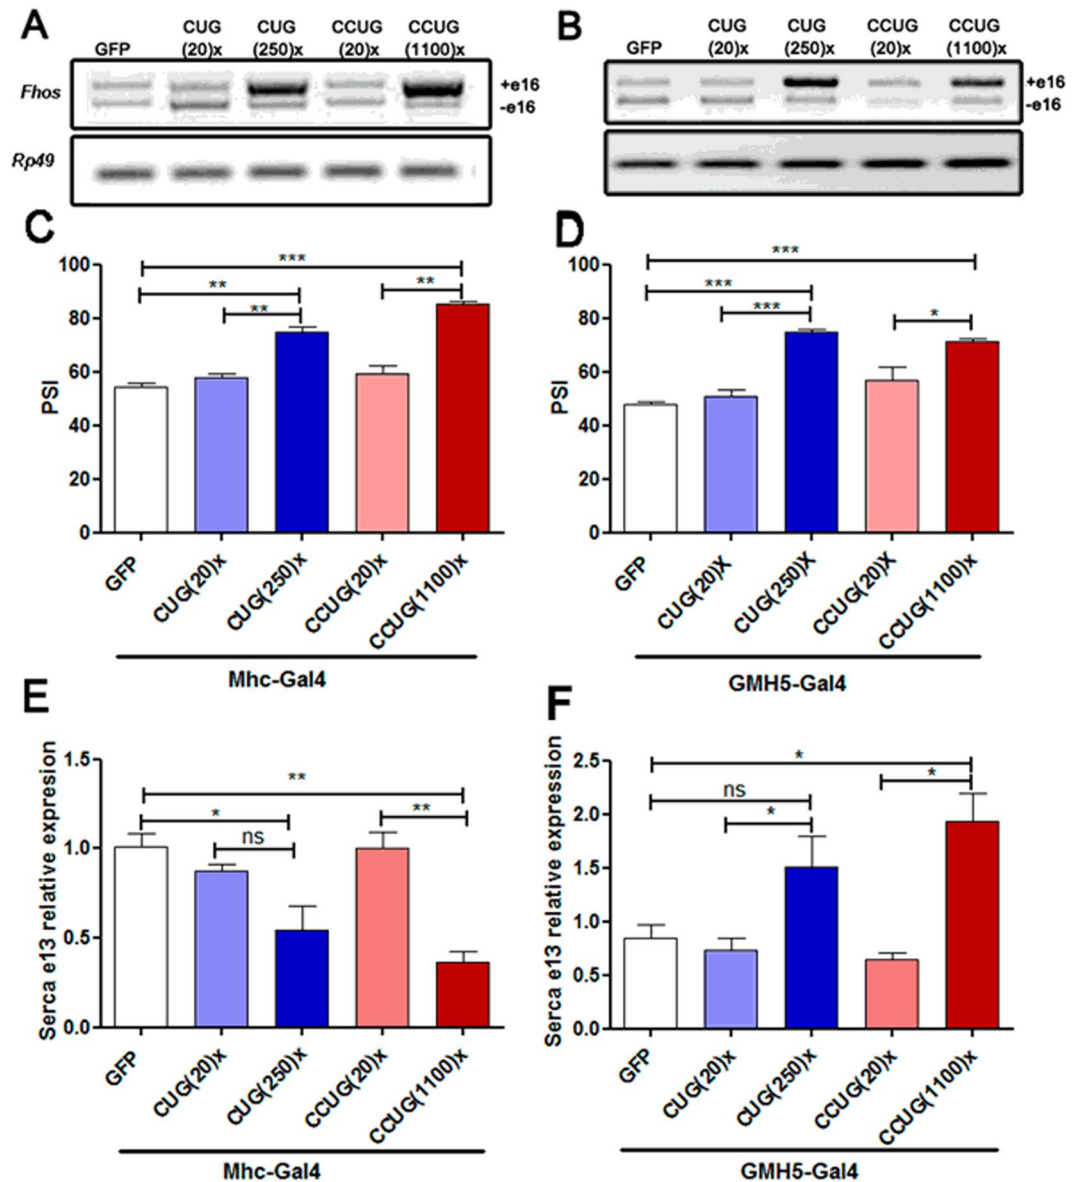 A
GFP
CUG
(20)x
CUG
(250)x
CCUG
(20)x
CCUG
(1100)x
Fhos
+e16
-e16
Rp49
B
GFP
CUG
(20)x
CUG
(250)x
CCUG
(20)x
CCUG
(1100)x
+e16
-e16
C
PSI
100
80
60
40
20
0
***
**
**
**
GFP
CUG(20)x
CUG(250)x
CCUG(20)x
CCUG(1100)x
Mhc-Gal4
D
PSI
100
80
60
40
20
0
***
***
***
*
GFP
CUG(20)X
CUG(250)X
CCUG(20)X
CCUG(1100)x
GMH5-Gal4
E
Serca e13 relative expression
1.5
1.0
0.5
0.0
**
*
**
ns
GFP
CUG(20)x
CUG(250)x
CCUG(20)x
CCUG(1100)x
Mhc-Gal4
F
Serca e13 relative expression
2.5
2.0
1.5
1.0
0.5
0.0
*
*
ns
*
GFP
CUG(20)x
CUG(250)x
CCUG(20)x
CCUG(1100)x
GMH5-Gal4